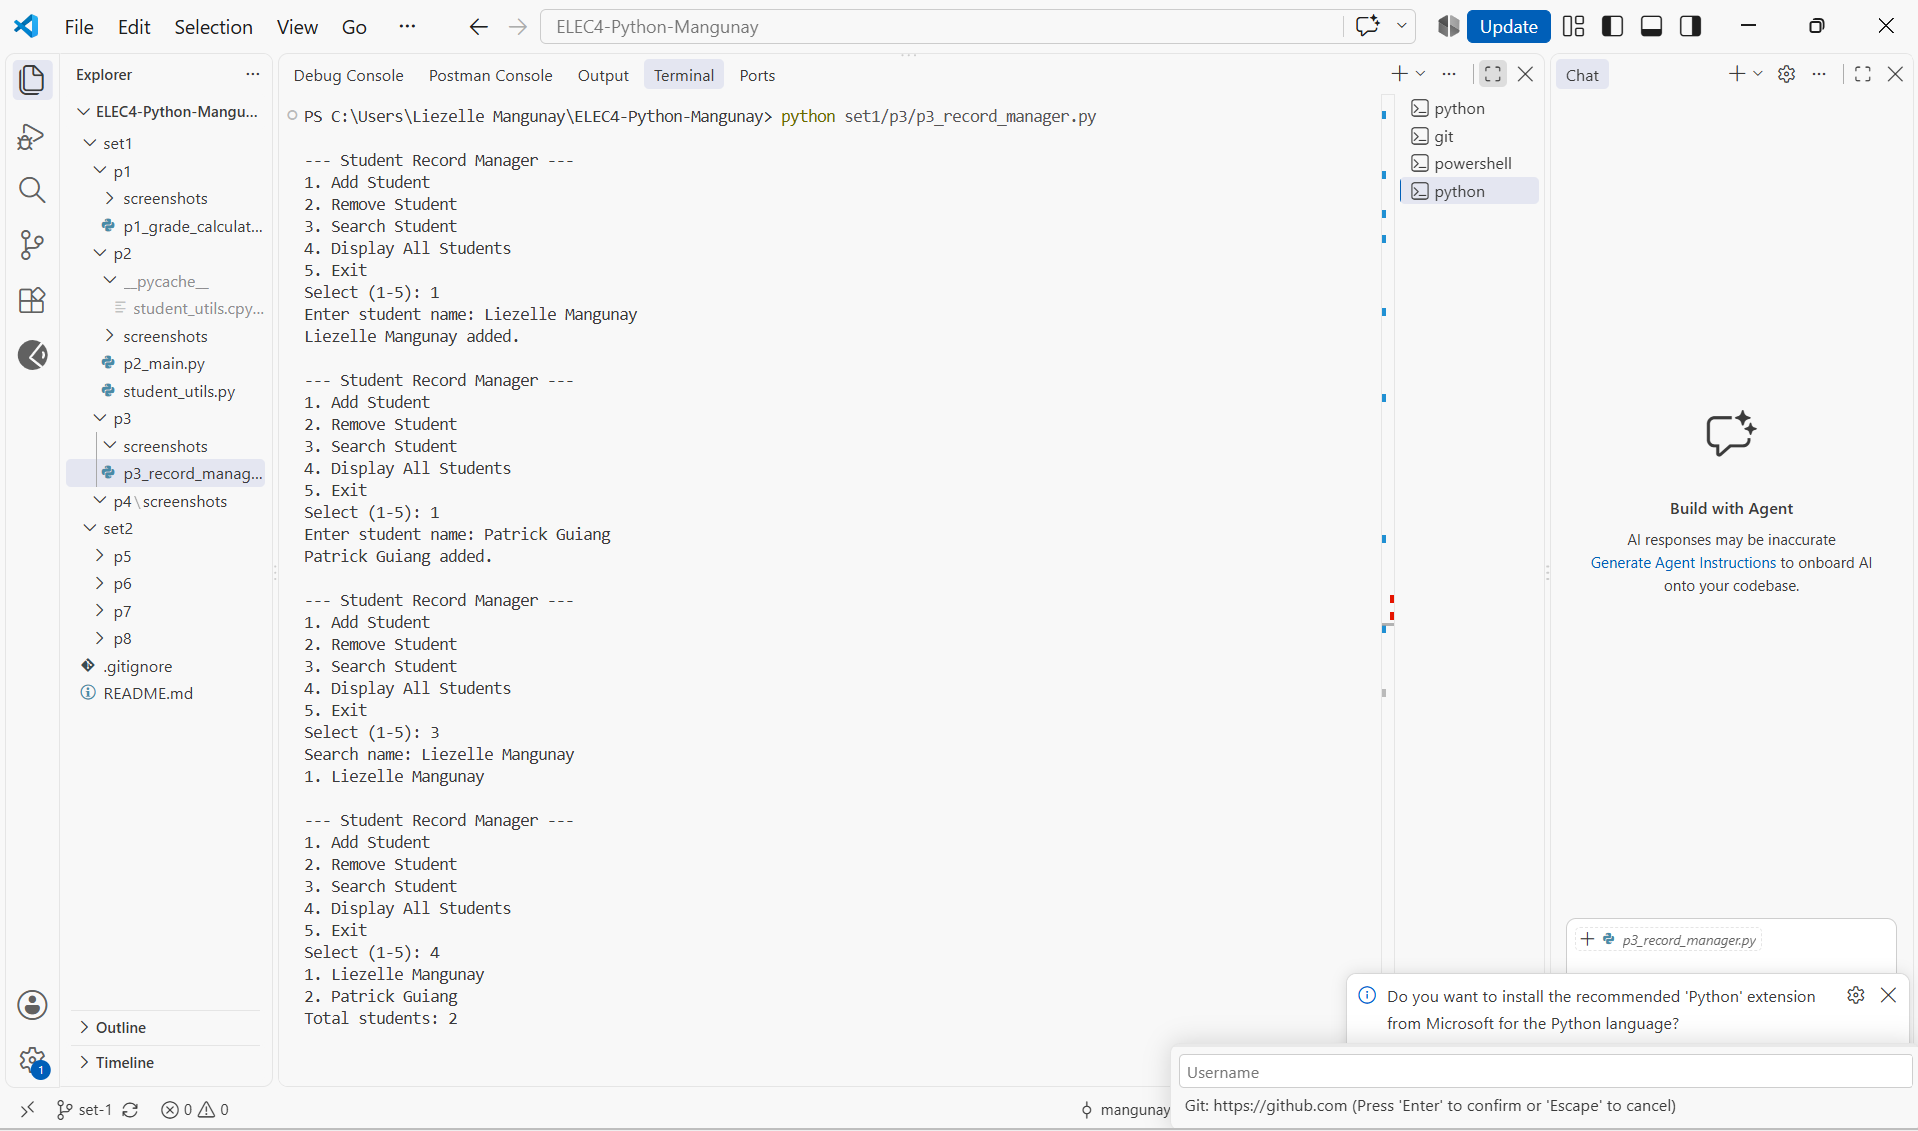 File Edit Selection View Go ···
ELEC4-Python-Mangunay
Update
Explorer
ELEC4-Python-Mangu...
set1
p1
screenshots
p1_grade_calculat...
p2
__pycache__
student_utils.cpy...
screenshots
p2_main.py
student_utils.py
p3
screenshots
p3_record_manag...
p4\screenshots
set2
p5
p6
p7
p8
.gitignore
README.md
Outline
Timeline
Debug Console Postman Console Output Terminal Ports
PS C:\Users\Liezelle Mangunay\ELEC4-Python-Mangunay> python set1/p3/p3_record_manager.py
--- Student Record Manager ---
1. Add Student
2. Remove Student
3. Search Student
4. Display All Students
5. Exit
Select (1-5): 1
Enter student name: Liezelle Mangunay
Liezelle Mangunay added.
--- Student Record Manager ---
1. Add Student
2. Remove Student
3. Search Student
4. Display All Students
5. Exit
Select (1-5): 1
Enter student name: Patrick Guiang
Patrick Guiang added.
--- Student Record Manager ---
1. Add Student
2. Remove Student
3. Search Student
4. Display All Students
5. Exit
Select (1-5): 3
Search name: Liezelle Mangunay
1. Liezelle Mangunay
--- Student Record Manager ---
1. Add Student
2. Remove Student
3. Search Student
4. Display All Students
5. Exit
Select (1-5): 4
1. Liezelle Mangunay
2. Patrick Guiang
Total students: 2
python
git
powershell
python
Chat
Build with Agent
AI responses may be inaccurate
Generate Agent Instructions to onboard AI
onto your codebase.
p3_record_manager.py
Do you want to install the recommended 'Python' extension
from Microsoft for the Python language?
Username
Git: https://github.com (Press 'Enter' to confirm or 'Escape' to cancel)
1
set-1 0 0
mangunay